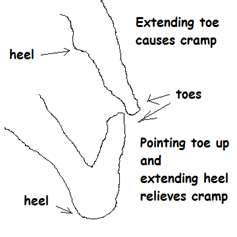 Extending toe
causes cramp
heel
toes
Pointing toe up
and
extending heel
relieves cramp
heel